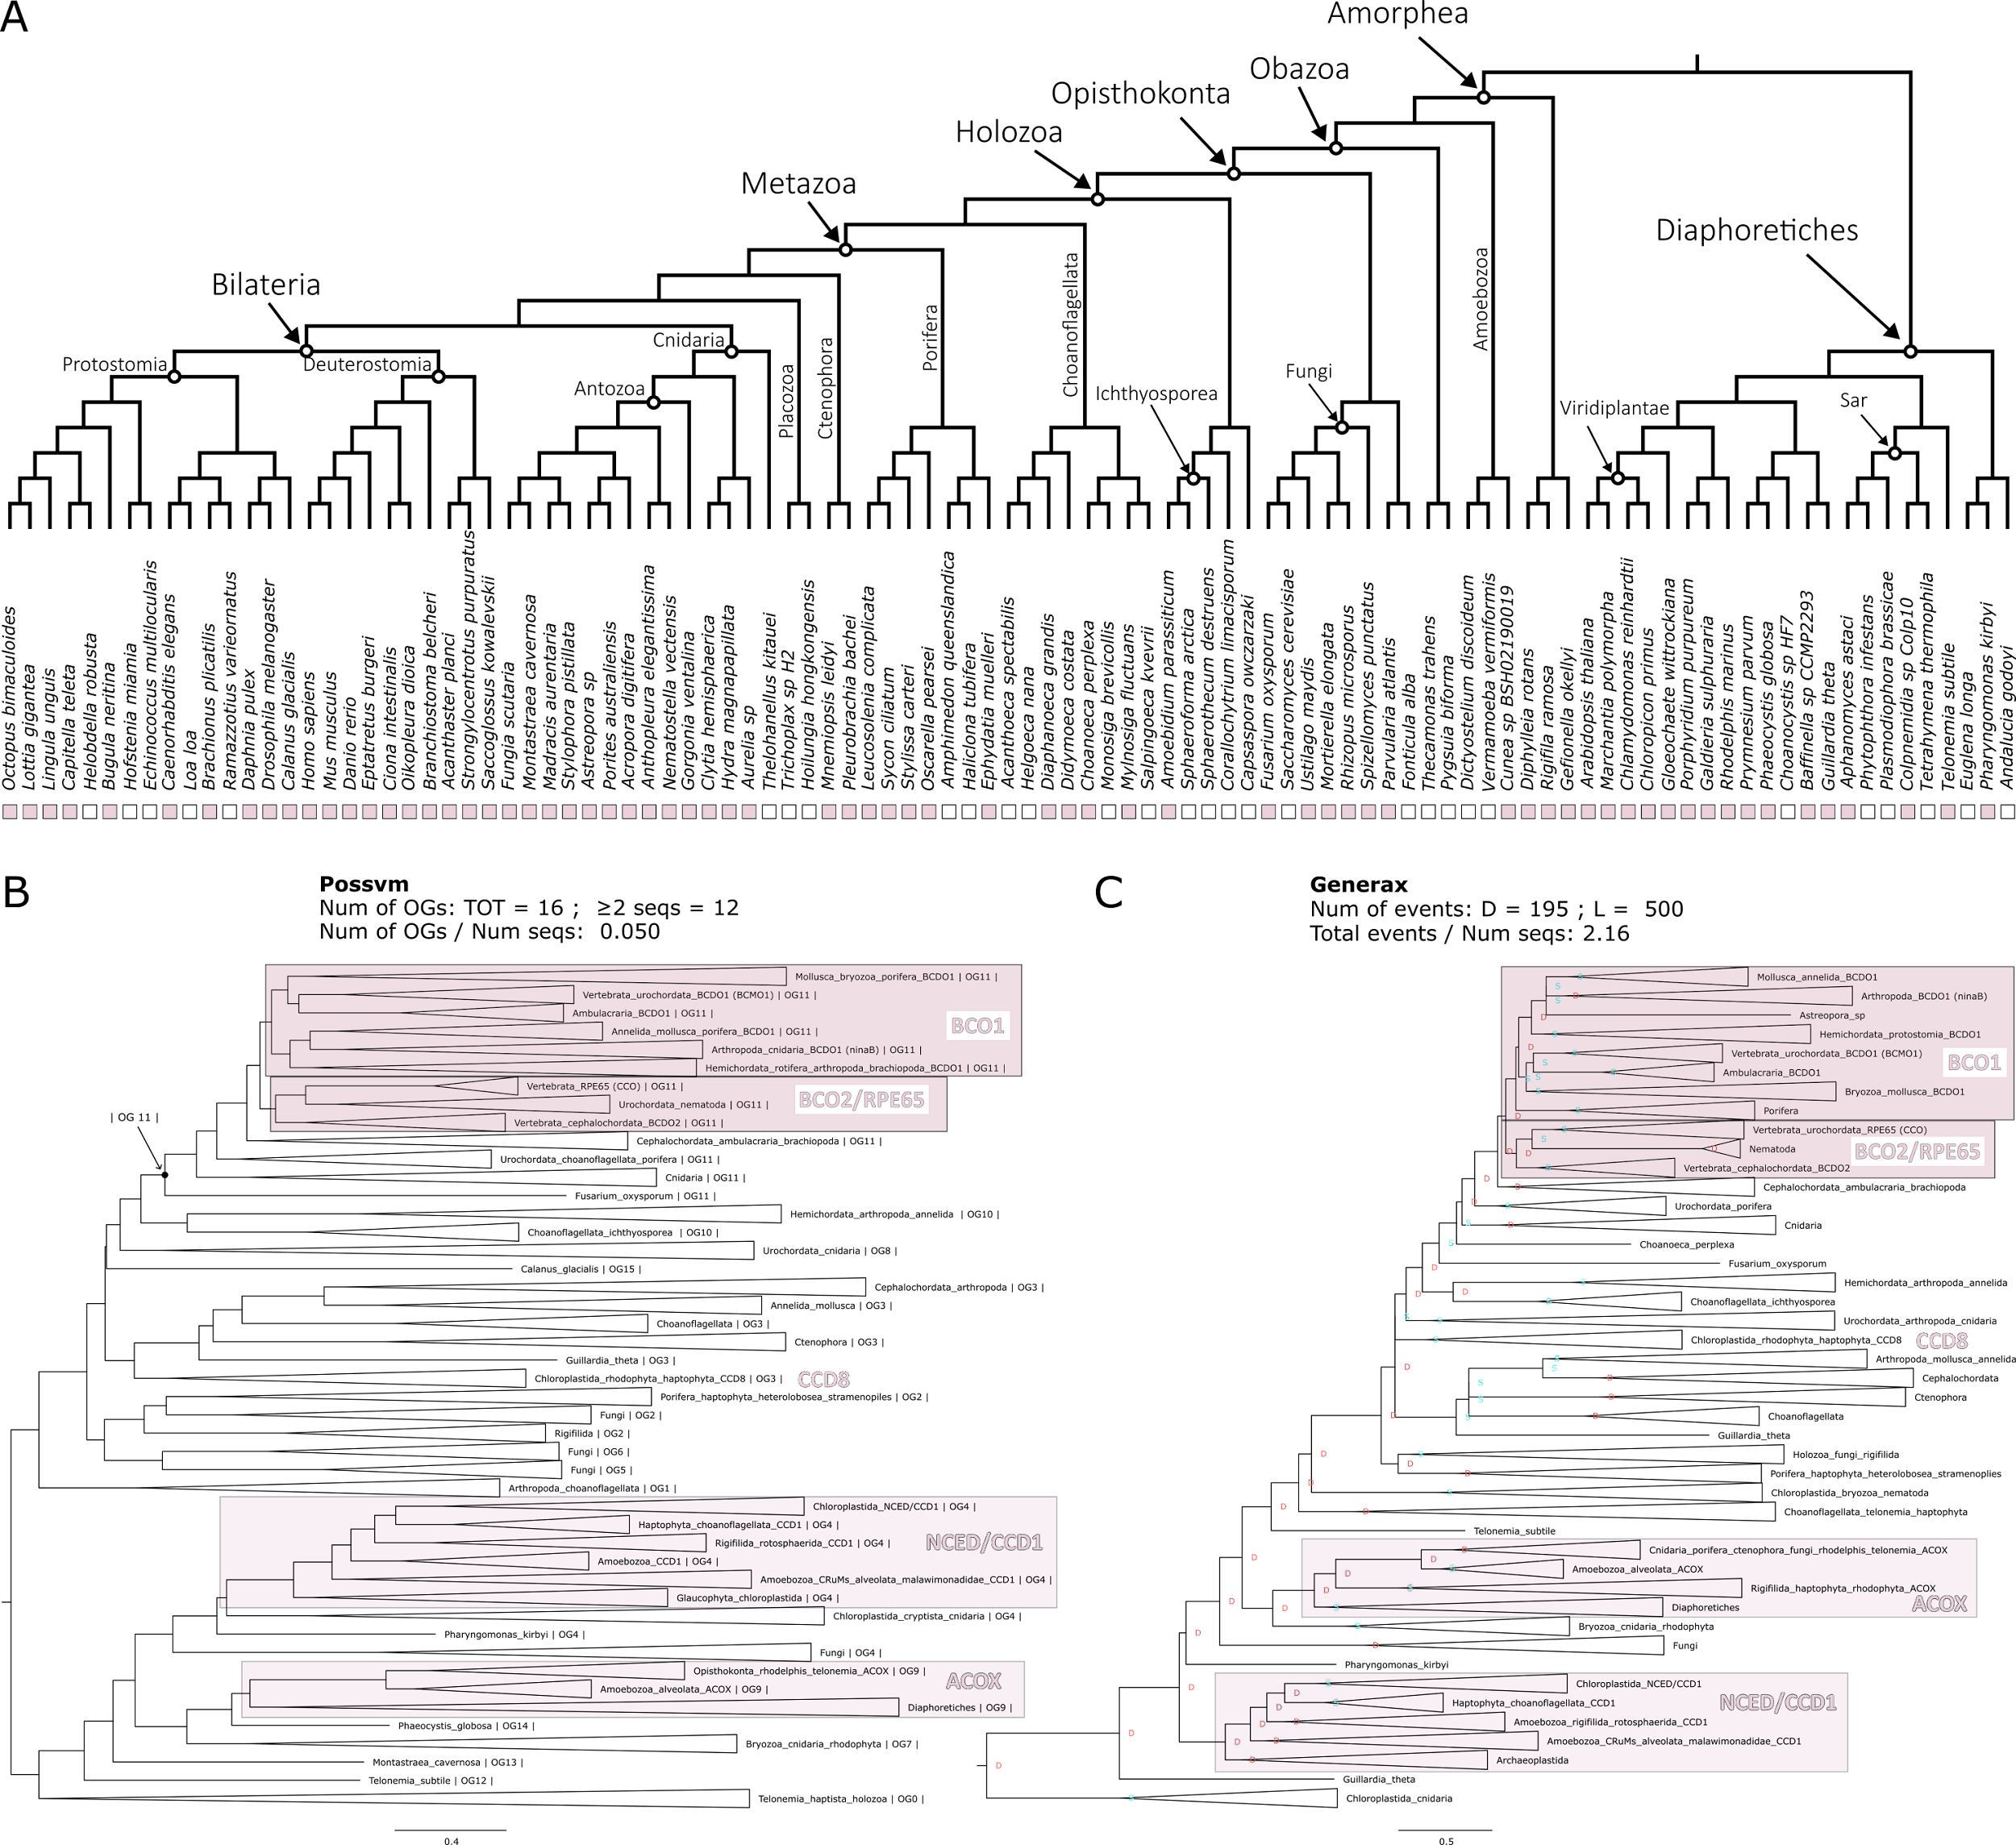 A
Amorphea
Obazoa
Opisthokonta
Holozoa
Metazoa
Diaphoretiches
Bilateria
Protostomia
Deuterostomia
Cnidaria
Antozoa
Placozoa
Ctenophora
Porifera
Choanoflagellata
Ichthyosporea
Fungi
Amoebozoa
Viridiplantae
Sar
Octopus bimaculoides
Lottia gigantea
Lingula unguis
Capitella teleta
Helobdella robusta
Bugula neritina
Hofstenia miamia
Echinococcus multilocularis
Caenorhabditis elegans
Loa loa
Brachionus plicatilis
Ramazzotius varieornatus
Daphnia pulex
Drosophila melanogaster
Calanus glacialis
Homo sapiens
Mus musculus
Danio rerio
Eptatretus burgeri
Ciona intestinalis
Oikopleura dioica
Branchiostoma belcheri
Acanthaster planci
Strongylocentrotus purpuratus
Saccoglossus kowalevskii
Fungia scutaria
Montastraea cavernosa
Madracis aurentaria
Stylophora pistillata
Astreopora sp
Porites australiensis
Acropora digitifera
Anthopleura elegantissima
Nematostella vectensis
Gorgonia ventalina
Clytia hemisphaerica
Hydra magnapapillata
Aurelia sp
Thelohanellus kitauei
Trichoplax sp H2
Hoilungia hongkongensis
Mnemiopsis leidyi
Pleurobrachia bachei
Leucosolenia complicata
Sycon ciliatum
Stylissa carteri
Oscarella pearsei
Amphimedon queenslandica
Haliclona tubifera
Ephydatia muelleri
Acanthoeca spectabilis
Helgoeca nana
Diaphanoeca grandis
Didymoeca costata
Choanoeca perplexa
Monosiga brevicollis
Mylnosiga fluctuans
Salpingoeca kvevrii
Amoebidium parasiticum
Sphaeroforma arctica
Sphaerothecum destruens
Corallochytrium limacisporum
Capsaspora owczarzaki
Fusarium oxysporum
Saccharomyces cerevisiae
Ustilago maydis
Mortierella elongata
Rhizopus microsporus
Spizellomyces punctatus
Parvularia atlantis
Fonticula alba
Thecamonas trahens
Pygsuia biforma
Dictyostelium discoideum
Vermamoeba vermiformis
Cunea sp BSH02190019
Diphylleia rotans
Rigifila ramosa
Gefionella okellyi
Arabidopsis thaliana
Marchantia polymorpha
Chlamydomonas reinhardtii
Chloropicon primus
Gloeochaete wittrockiana
Porphyridium purpureum
Galdieria sulphuraria
Rhodelphis marinus
Prymnesium parvum
Phaeocystis globosa
Choanocystis sp HF7
Baffinella sp CCMP2293
Guillardia theta
Aphanomyces astaci
Phytophthora infestans
Plasmodiophora brassicae
Colpnemidia sp Colp10
Tetrahymena thermophila
Telonemia subtile
Euglena longa
Pharyngomonas kirbyi
Andalucia godoyi
B
Possvm
Num of OGs: TOT = 16 ; ≥2 seqs = 12
Num of OGs / Num seqs: 0.050
Mollusca_bryozoa_porifera_BCDO1 | OG11 |
Vertebrata_urochordata_BCDO1 (BCMO1) | OG11 |
Ambulacraria_BCDO1 | OG11 |
BCO1
Annelida_mollusca_porifera_BCDO1 | OG11 |
Arthropoda_cnidaria_BCDO1 (ninaB) | OG11 |
Hemichordata_rotifera_arthropoda_brachiopoda_BCDO1 | OG11 |
Vertebrata_RPE65 (CCO) | OG11 |
BCO2/RPE65
Urochordata_nematoda | OG11 |
| OG 11 |
Vertebrata_cephalochordata_BCDO2 | OG11 |
Cephalochordata_ambulacraria_brachiopoda | OG11 |
Urochordata_choanoflagellata_porifera | OG11 |
Cnidaria | OG11 |
Fusarium_oxysporum | OG11 |
Hemichordata_arthropoda_annelida | OG10 |
Choanoflagellata_ichthyosporea | OG10 |
Urochordata_cnidaria | OG8 |
Calanus_glacialis | OG15 |
Cephalochordata_arthropoda | OG3 |
Annelida_mollusca | OG3 |
Choanoflagellata | OG3 |
Ctenophora | OG3 |
Guillardia_theta | OG3 |
Chloroplastida_rhodophyta_haptophyta_CCD8 | OG3 | CCD8
Porifera_haptophyta_heterolobosea_stramenopiles | OG2 |
Fungi | OG2 |
Rigifilida | OG2 |
Fungi | OG6 |
Fungi | OG5 |
Arthropoda_choanoflagellata | OG1 |
Chloroplastida_NCED/CCD1 | OG4 |
Haptophyta_choanoflagellata_CCD1 | OG4 |
Rigifilida_rotosphaerida_CCD1 | OG4 |
NCED/CCD1
Amoebozoa_CCD1 | OG4 |
Amoebozoa_CRuMs_alveolata_malawimonadidae_CCD1 | OG4 |
Glaucophyta_chloroplastida | OG4 |
Chloroplastida_cryptista_cnidaria | OG4 |
Pharyngomonas_kirbyi | OG4 |
Fungi | OG4 |
Opisthokonta_rhodelphis_telonemia_ACOX | OG9 |
ACOX
Amoebozoa_alveolata_ACOX | OG9 |
Diaphoretiches | OG9 |
Phaeocystis_globosa | OG14 |
Bryozoa_cnidaria_rhodophyta | OG7 |
Montastraea_cavernosa | OG13 |
Telonemia_subtile | OG12 |
Telonemia_haptista_holozoa | OG0 |
0.4
C
Generax
Num of events: D = 195 ; L = 500
Total events / Num seqs: 2.16
Mollusca_annelida_BCDO1
Arthropoda_BCDO1 (ninaB)
Astreopora_sp
Hemichordata_protostomia_BCDO1
Vertebrata_urochordata_BCDO1 (BCMO1)
BCO1
Ambulacraria_BCDO1
Bryozoa_mollusca_BCDO1
Porifera
Vertebrata_urochordata_RPE65 (CCO)
Nematoda
BCO2/RPE65
Vertebrata_cephalochordata_BCDO2
Cephalochordata_ambulacraria_brachiopoda
Urochordata_porifera
Cnidaria
Choanoeca_perplexa
Fusarium_oxysporum
Hemichordata_arthropoda_annelida
Choanoflagellata_ichthyosporea
Urochordata_arthropoda_cnidaria
Chloroplastida_rhodophyta_haptophyta_CCD8 CCD8
Arthropoda_mollusca_annelida
Cephalochordata
Ctenophora
Choanoflagellata
Guillardia_theta
Holozoa_fungi_rigifilida
Porifera_haptophyta_heterolobosea_stramenoplies
Chloroplastida_bryozoa_nematoda
Choanoflagellata_telonemia_haptophyta
Telonemia_subtile
Cnidaria_porifera_ctenophora_fungi_rhodelphis_telonemia_ACOX
Amoebozoa_alveolata_ACOX
Rigifilida_haptophyta_rhodophyta_ACOX
ACOX
Diaphoretiches
Bryozoa_cnidaria_rhodophyta
Fungi
Pharyngomonas_kirbyi
Chloroplastida_NCED/CCD1
Haptophyta_choanoflagellata_CCD1
NCED/CCD1
Amoebozoa_rigifilida_rotosphaerida_CCD1
Amoebozoa_CRuMs_alveolata_malawimonadidae_CCD1
Archaeoplastida
Guillardia_theta
Chloroplastida_cnidaria
0.5